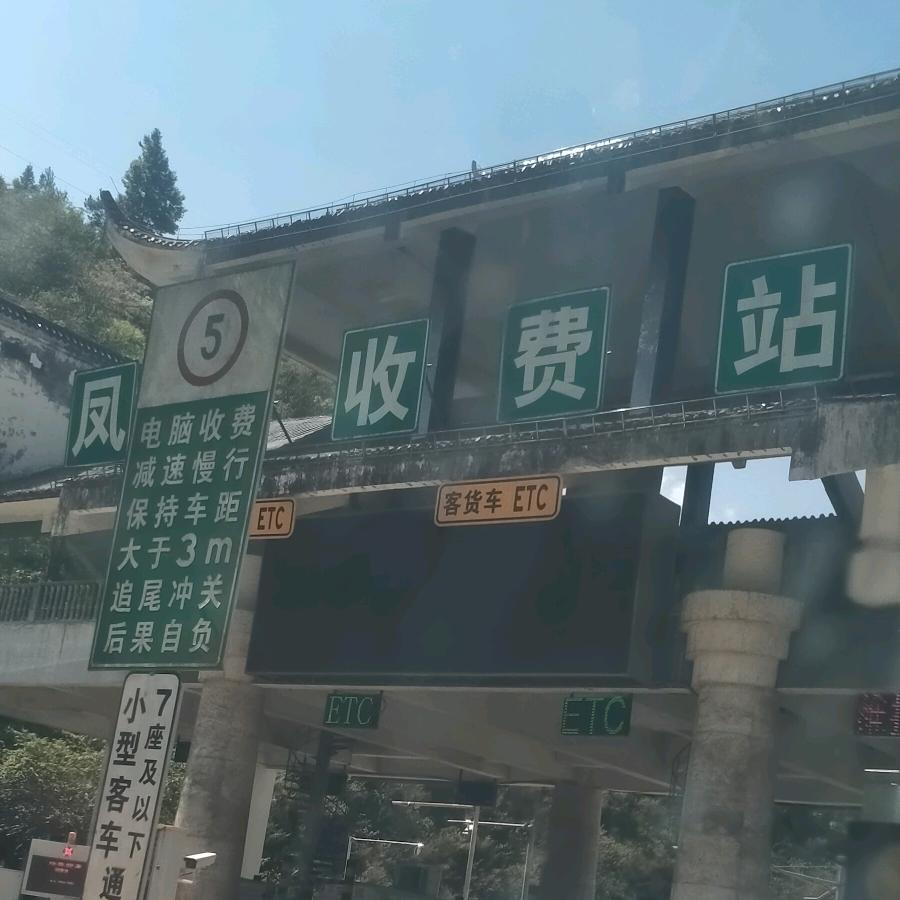 凤 收费站
5
电脑收费
减速慢行
保持车距
大于3m
追尾冲关
后果自负
ETC
客货车 ETC
ETC
ETC
7座及以下
小型客车通